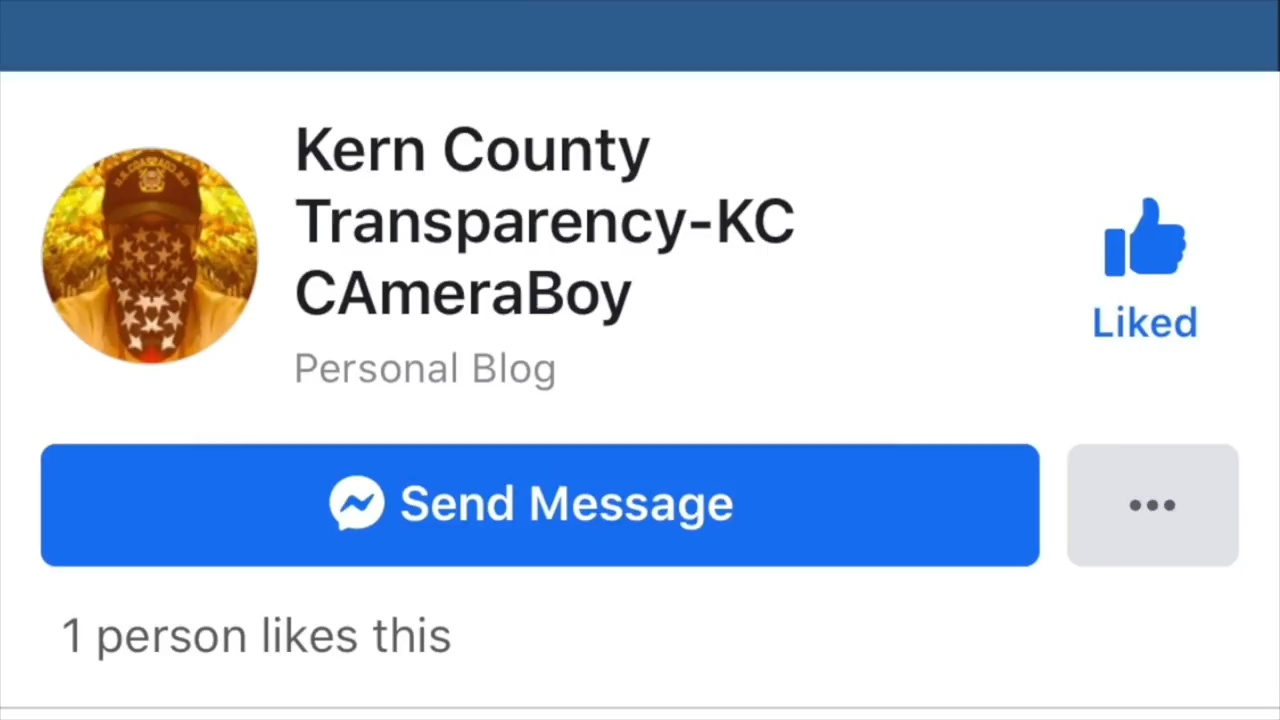 Kern County
Transparency-KC
CAmeraBoy
Personal Blog
Liked
Send Message
1 person likes this